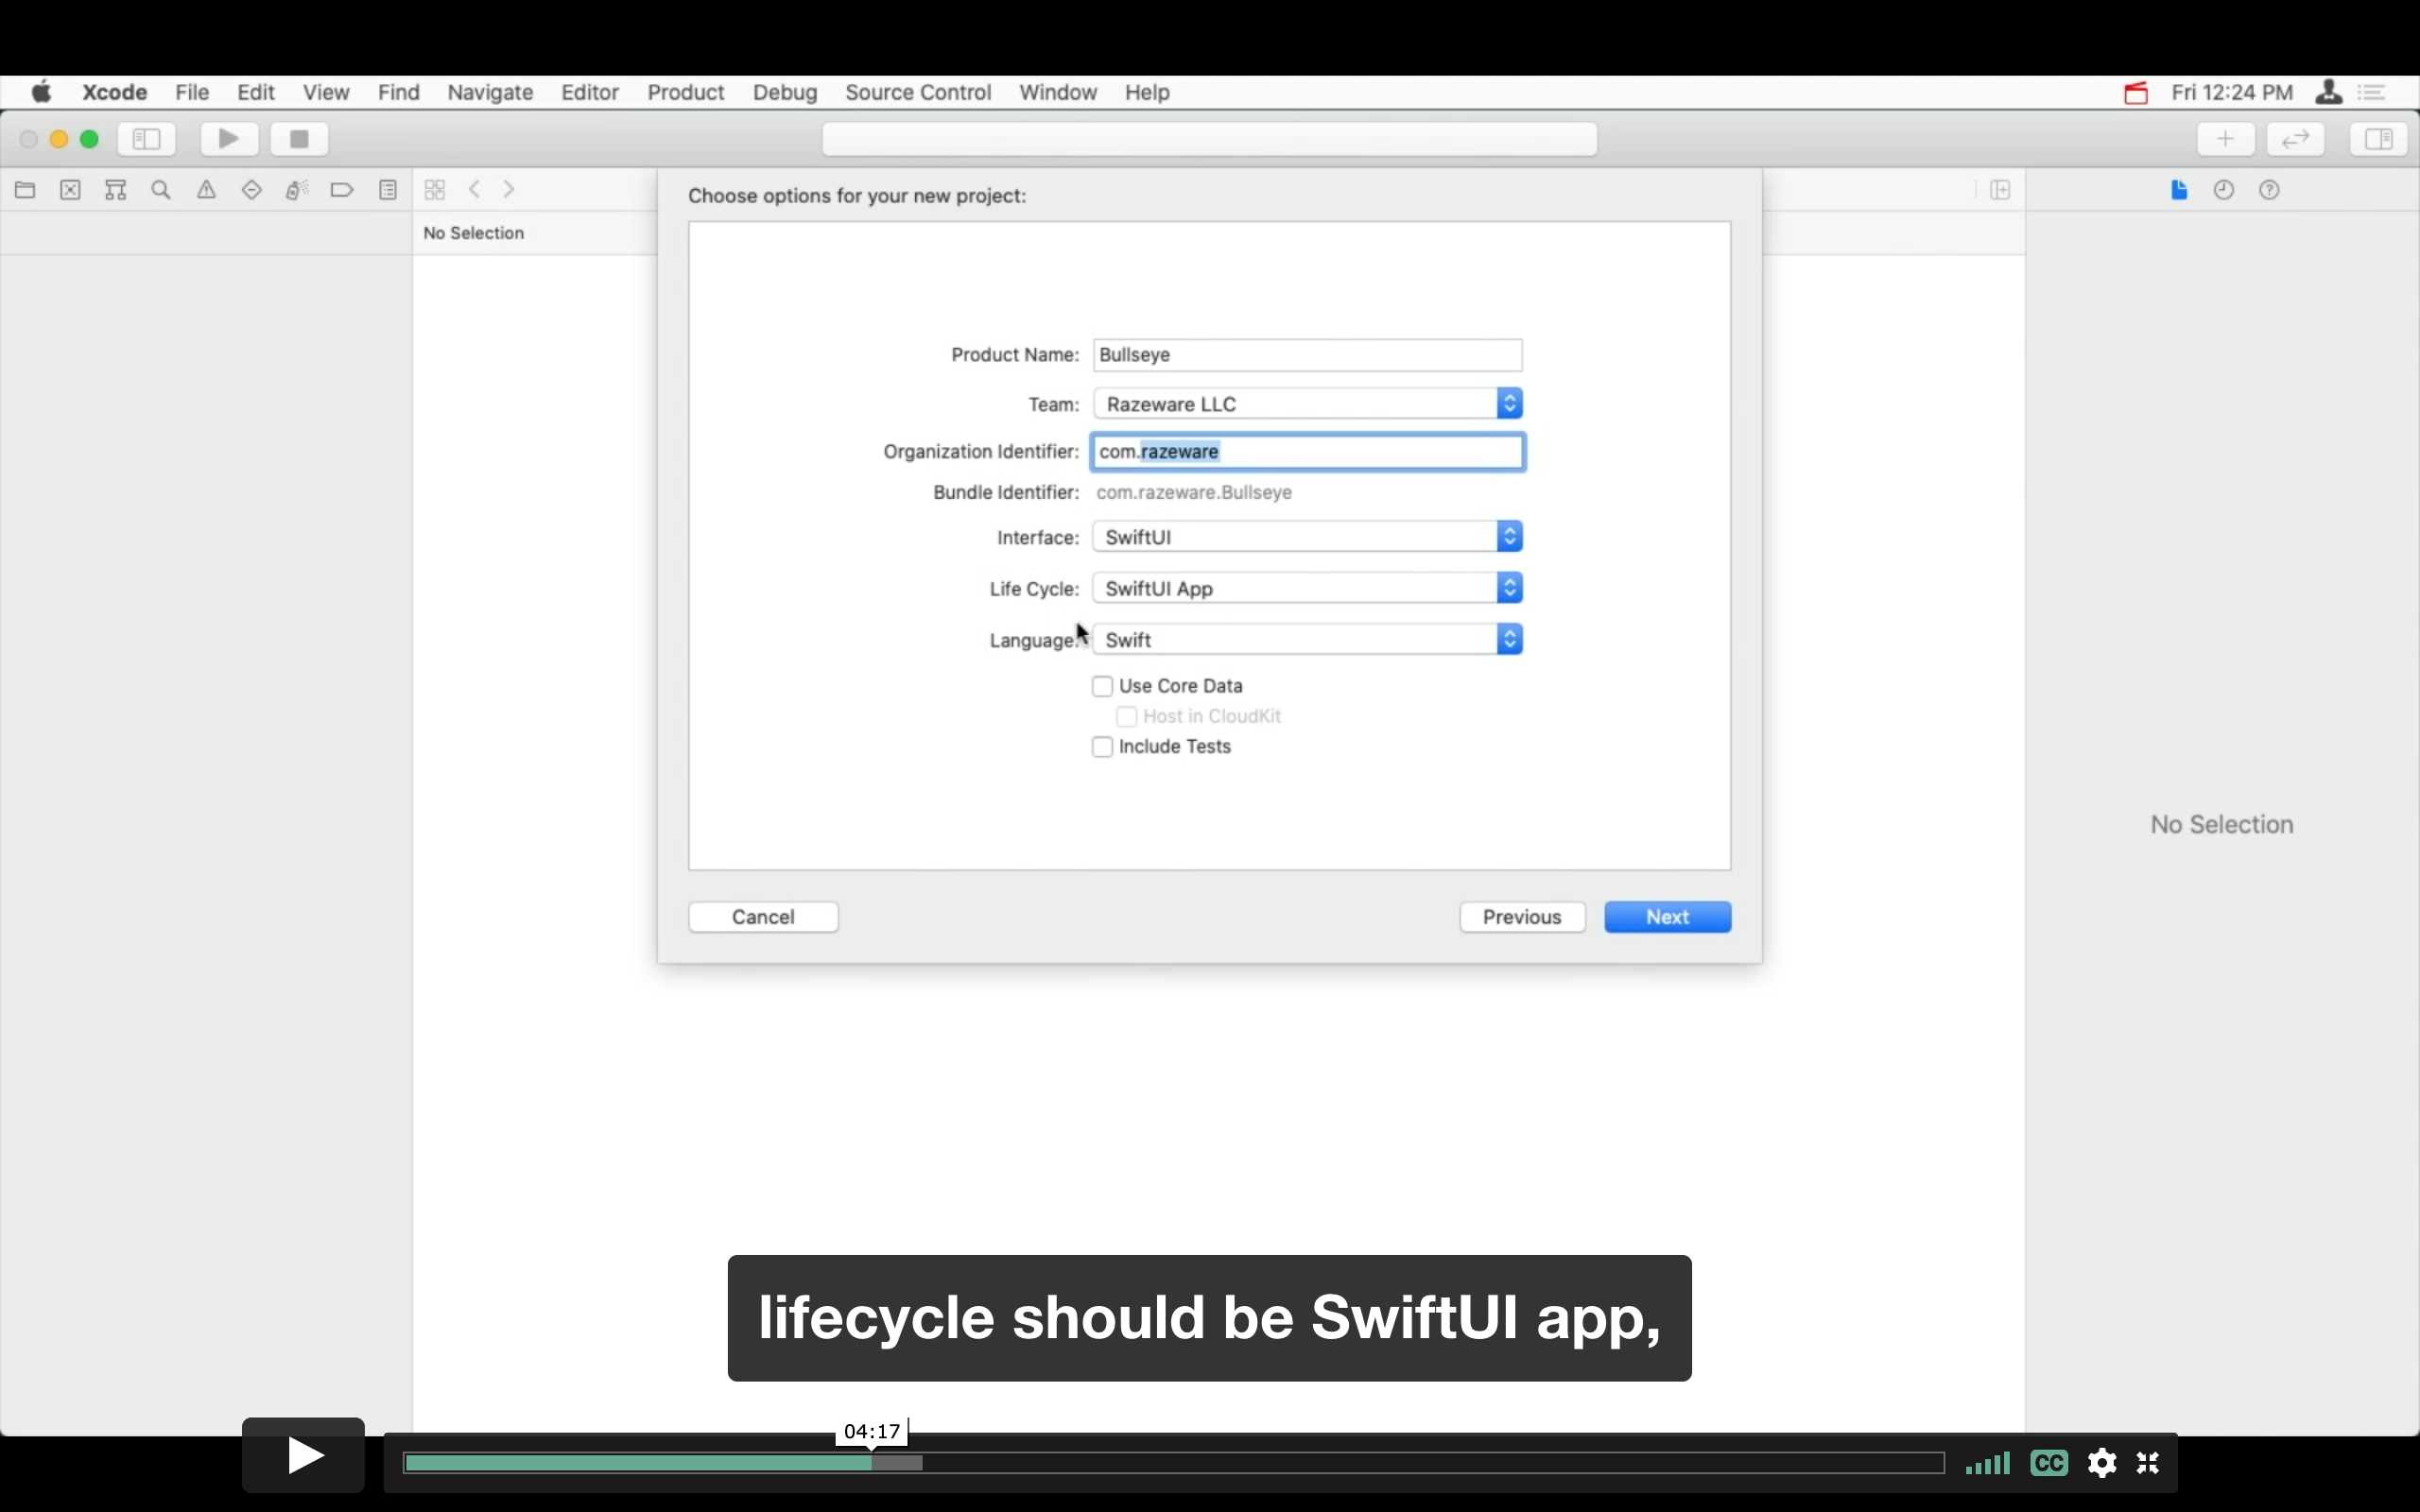 Xcode File Edit View Find Navigate Editor Product Debug Source Control Window Help Fri 12:24 PM
Choose options for your new project:
No Selection
Product Name: Bullseye
Team: Razeware LLC
Organization Identifier: com.razeware
Bundle Identifier: com.razeware.Bullseye
Interface: SwiftUI
Life Cycle: SwiftUI App
Language: Swift
Use Core Data
Host in CloudKit
Include Tests
No Selection
Cancel Previous Next
lifecycle should be SwiftUI app,
04:17
CC